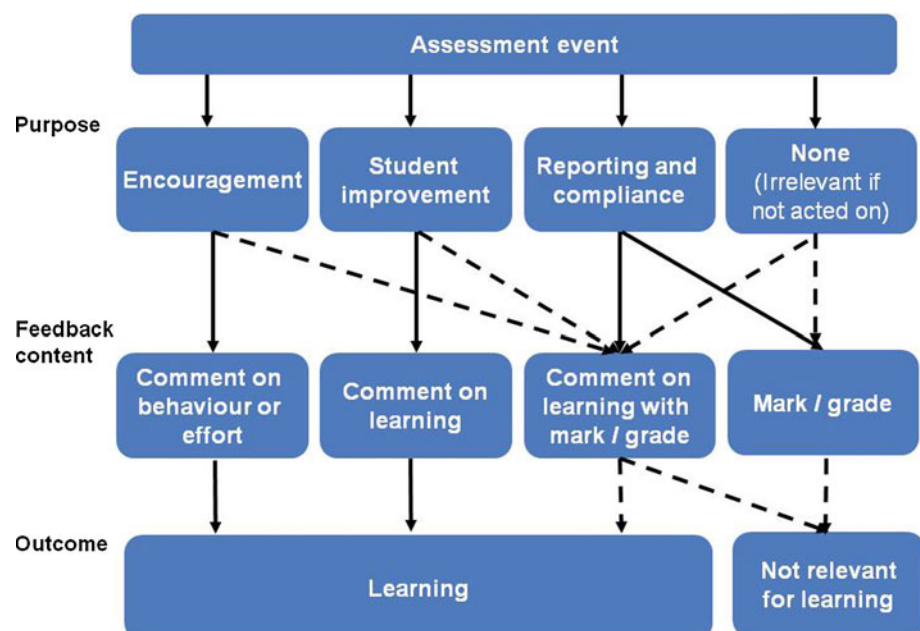 Assessment event
Purpose
Encouragement
Student
improvement
Reporting and
compliance
None
(Irrelevant if
not acted on)
Feedback
content
Comment on
behaviour or
effort
Comment on
learning
Comment on
learning with
mark / grade
Mark / grade
Outcome
Learning
Not relevant
for learning